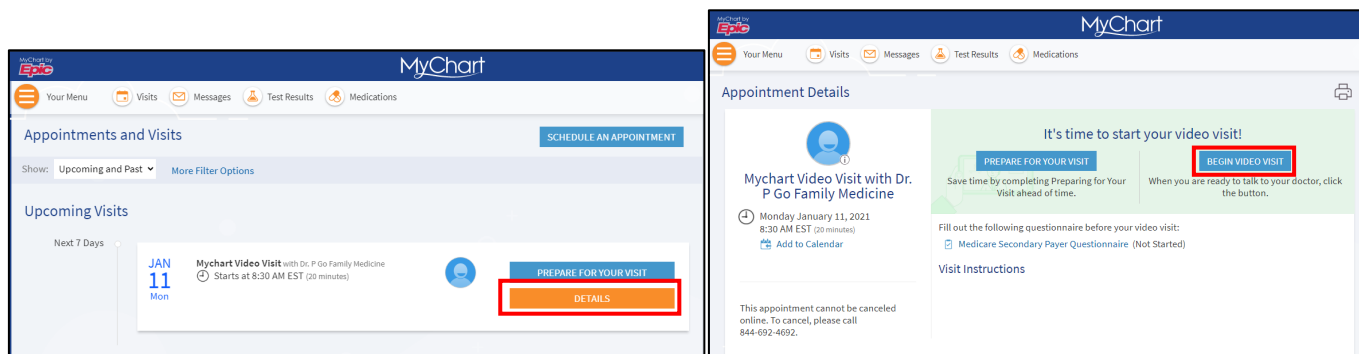 MyChart by
Epic
MyChart
Your Menu
Visits
Messages
Test Results
Medications
Appointments and Visits
SCHEDULE AN APPOINTMENT
Show: Upcoming and Past
More Filter Options
Upcoming Visits
Next 7 Days
JAN
11
Mon
Mychart Video Visit with Dr. P Go Family Medicine
Starts at 8:30 AM EST (20 minutes)
PREPARE FOR YOUR VISIT
DETAILS
MyChart by
Epic
MyChart
Your Menu
Visits
Messages
Test Results
Medications
Appointment Details
Mychart Video Visit with Dr.
P Go Family Medicine
Monday January 11, 2021
8:30 AM EST (20 minutes)
Add to Calendar
This appointment cannot be canceled
online. To cancel, please call
844-692-4692.
It's time to start your video visit!
PREPARE FOR YOUR VISIT
Save time by completing Preparing for Your
Visit ahead of time.
BEGIN VIDEO VISIT
When you are ready to talk to your doctor, click
the button.
Fill out the following questionnaire before your video visit:
Medicare Secondary Payer Questionnaire (Not Started)
Visit Instructions